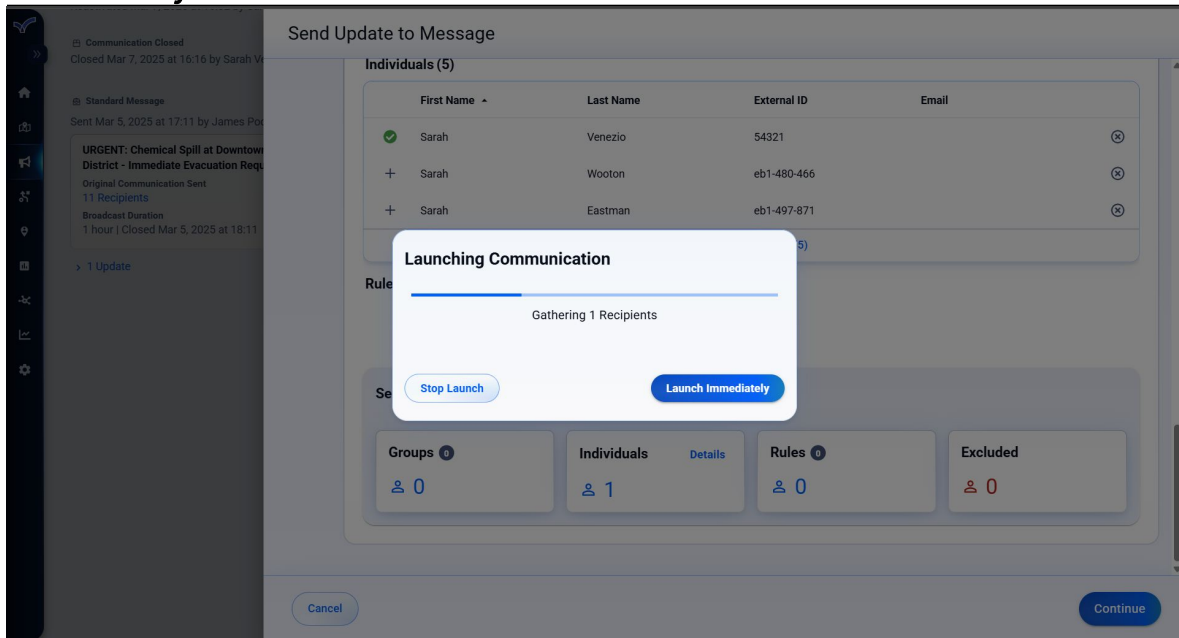 Send Update to Message
Communication Closed
Closed Mar 7, 2025 at 16:16 by Sarah
Standard Message
Sent Mar 5, 2025 at 17:11 by James
URGENT: Chemical Spill at Downtown
District - Immediate Evacuation
Original Communication Sent
11 Recipients
Broadcast Duration
1 hour | Closed Mar 5, 2025 at 18:11
> 1 Update
Individuals (5)
First Name Last Name External ID Email
Sarah Venezio 54321
Sarah Wooton eb1-480-466
Sarah Eastman eb1-497-871
5)
Launching Communication
Gathering 1 Recipients
Stop Launch Launch Immediately
Groups 0
0
Individuals Details
1
Rules 0
0
Excluded
0
Cancel Continue